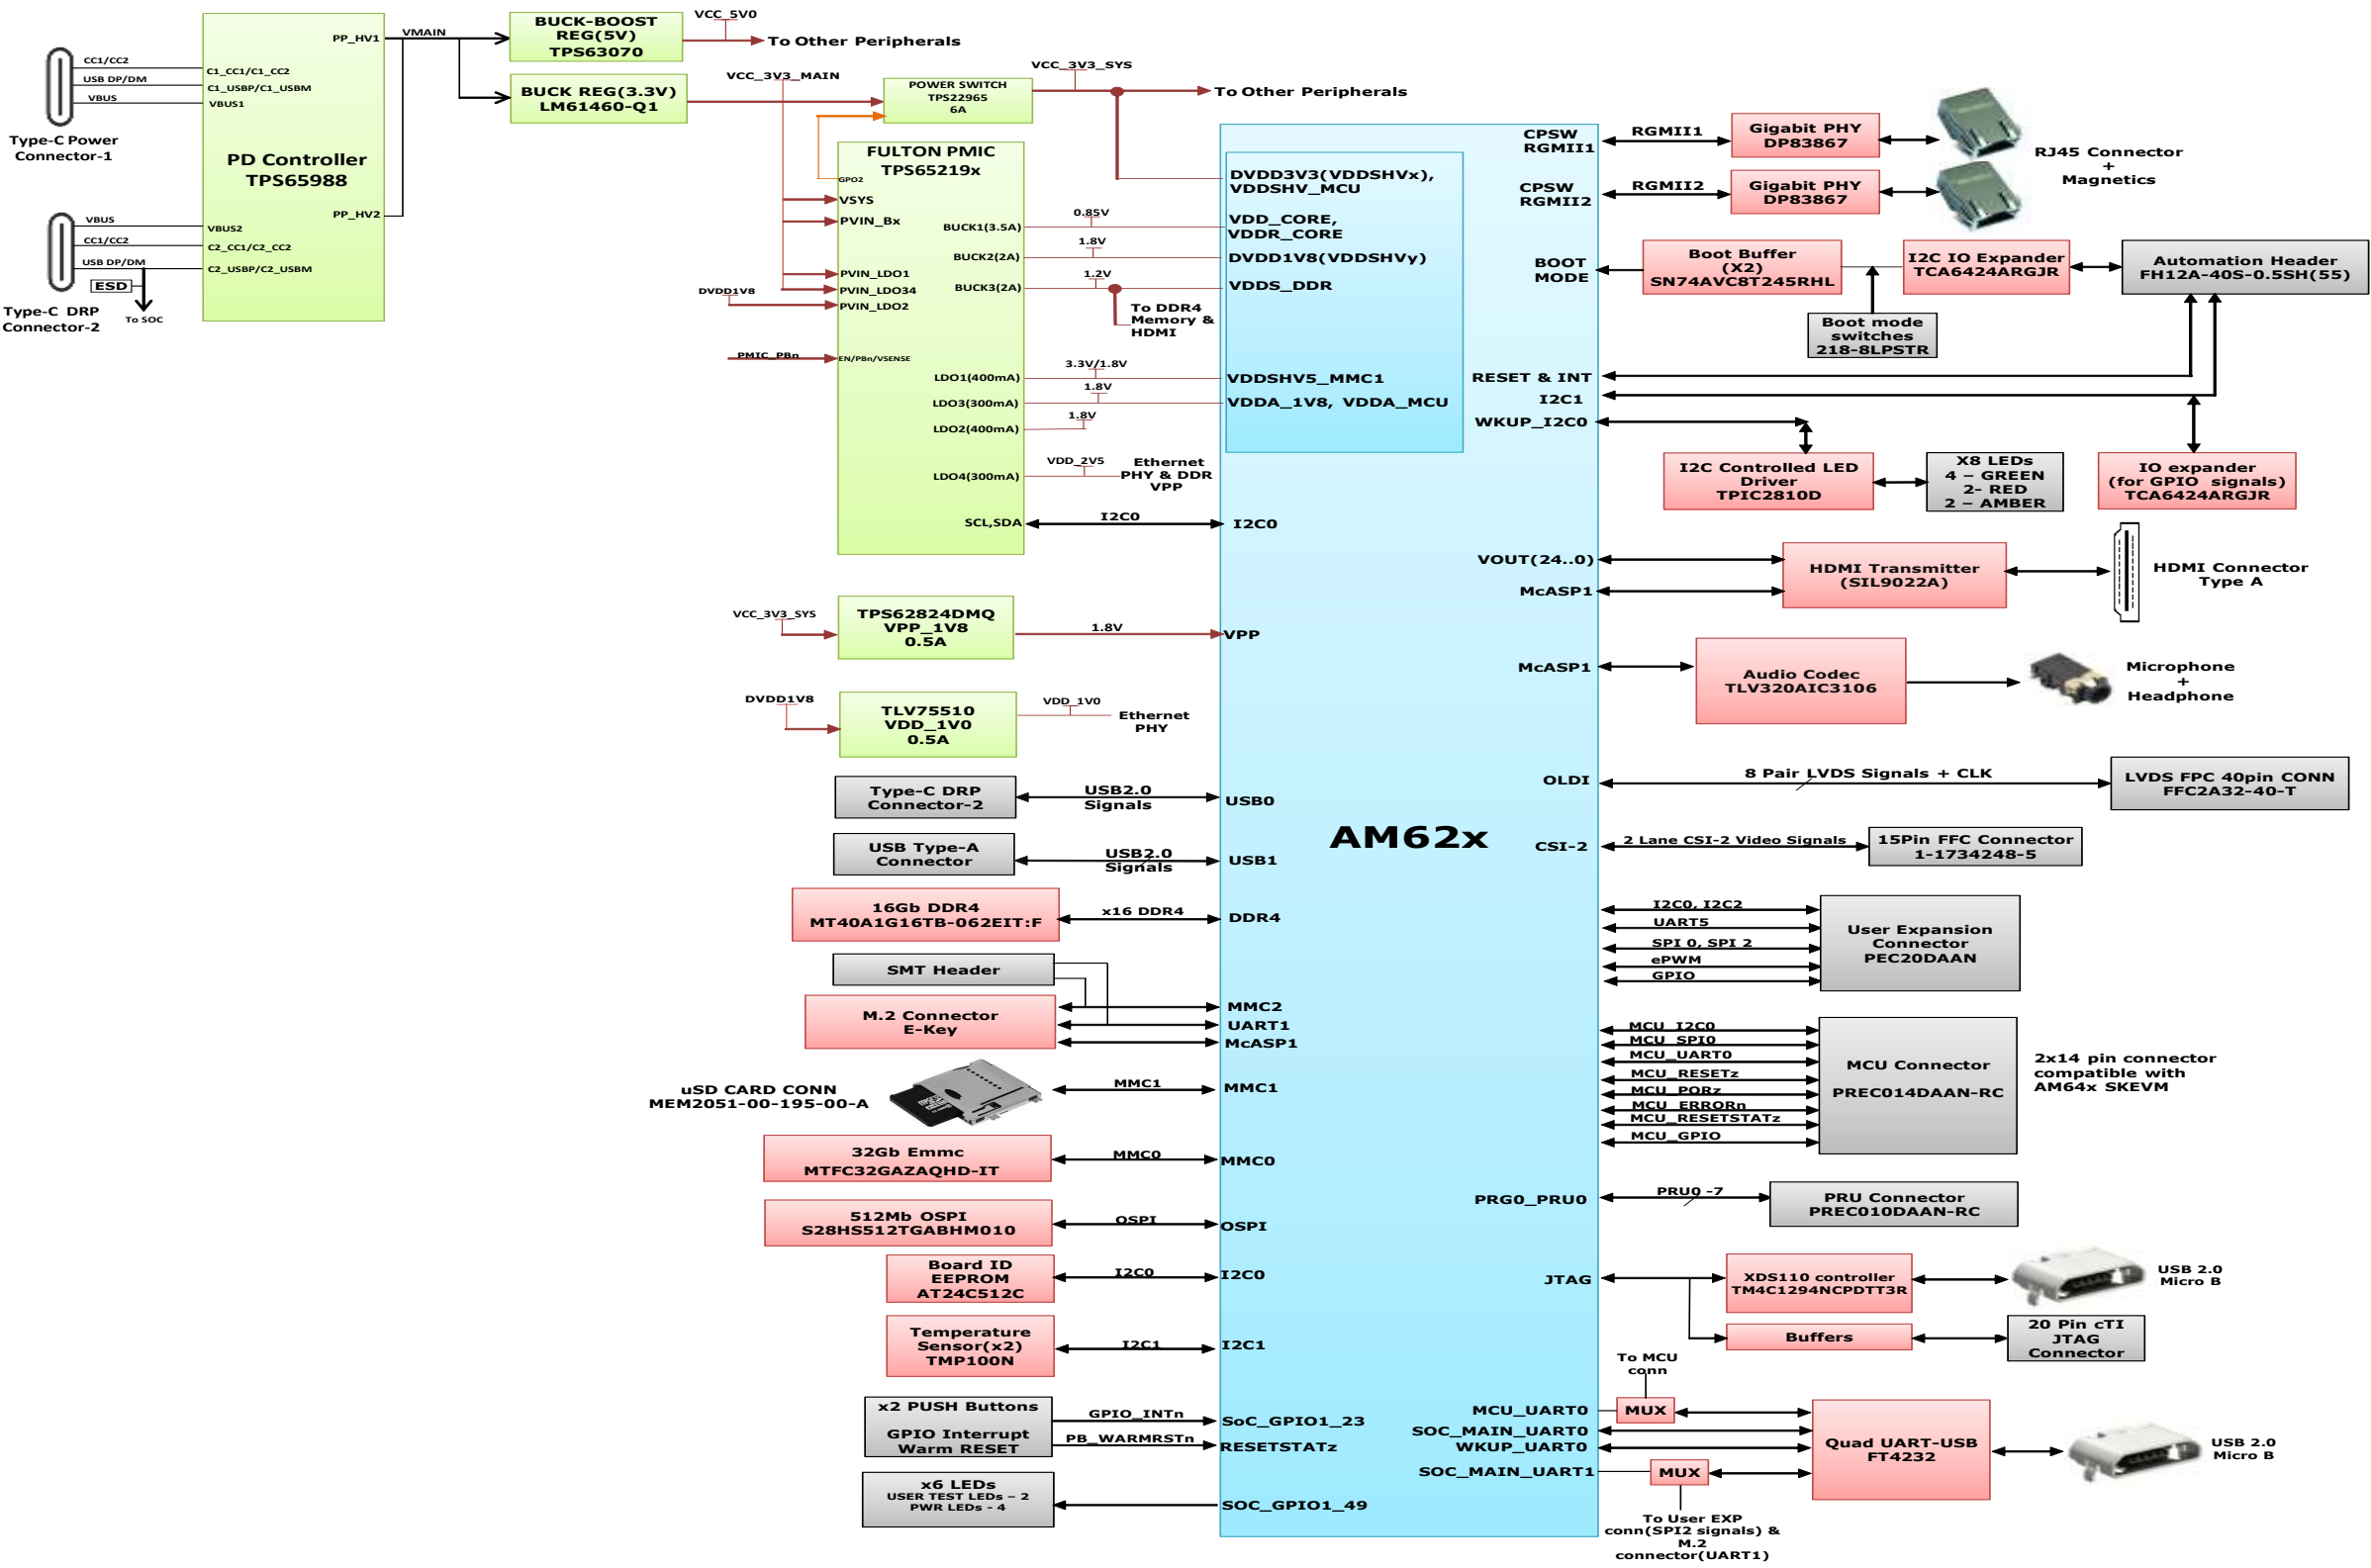 CC1/CC2
USB DP/DM
VBUS
Type-C Power
Connector-1
PP_HV1
C1_CC1/C1_CC2
C1_USBP/C1_USBM
VBUS1
PD Controller
TPS65988
PP_HV2
VBUS2
C2_CC1/C2_CC2
C2_USBP/C2_USBM
VBUS
CC1/CC2
USB DP/DM
ESD
To SOC
Type-C DRP
Connector-2
VMAIN
BUCK-BOOST
REG(5V)
TPS63070
VCC_5V0
To Other Peripherals
BUCK REG(3.3V)
LM61460-Q1
VCC_3V3_MAIN
POWER SWITCH
TPS22965
6A
VCC_3V3_SYS
To Other Peripherals
FULTON PMIC
TPS65219x
GPO2
VSYS
PVIN_Bx
PVIN_LDO1
PVIN_LDO34
PVIN_LDO2
DVDD1V8
PMIC_PBn
EN/PBn/VSENSE
BUCK1(3.5A)
BUCK2(2A)
BUCK3(2A)
LDO1(400mA)
LDO3(300mA)
LDO2(400mA)
LDO4(300mA)
SCL,SDA
0.85V
1.8V
1.2V
To DDR4
Memory &
HDMI
3.3V/1.8V
1.8V
1.8V
VDD_2V5
Ethernet
PHY & DDR
VPP
I2C0
DVDD3V3(VDDSHVx),
VDDSHV_MCU
VDD_CORE,
VDDR_CORE
DVDD1V8(VDDSHVy)
VDDS_DDR
VDDSHV5_MMC1
VDDA_1V8, VDDA_MCU
I2C0
VCC_3V3_SYS
TPS62824DMQ
VPP_1V8
0.5A
1.8V
VPP
DVDD1V8
TLV75510
VDD_1V0
0.5A
VDD_1V0
Ethernet
PHY
Type-C DRP
Connector-2
USB2.0
Signals
USB0
USB Type-A
Connector
USB2.0
Signals
USB1
16Gb DDR4
MT40A1G16TB-062EIT:F
x16 DDR4
DDR4
SMT Header
M.2 Connector
E-Key
MMC2
UART1
McASP1
uSD CARD CONN
MEM2051-00-195-00-A
MMC1
MMC1
32Gb Emmc
MTFC32GAZAQHD-IT
MMC0
MMC0
512Mb OSPI
S28HS512TGABHM010
OSPI
OSPI
Board ID
EEPROM
AT24C512C
I2C0
I2C0
Temperature
Sensor(x2)
TMP100N
I2C1
I2C1
x2 PUSH Buttons
GPIO Interrupt
Warm RESET
GPIO_INTn
PB_WARMRSTn
SoC_GPIO1_23
RESETSTATz
x6 LEDs
USER TEST LEDs – 2
PWR LEDs - 4
SOC_GPIO1_49
AM62x
CPSW
RGMII1
RGMII1
Gigabit PHY
DP83867
CPSW
RGMII2
RGMII2
Gigabit PHY
DP83867
RJ45 Connector
+
Magnetics
BOOT
MODE
Boot Buffer
(X2)
SN74AVC8T245RHL
I2C IO Expander
TCA6424ARGJR
Automation Header
FH12A-40S-0.5SH(55)
Boot mode
switches
218-8LPSTR
RESET & INT
I2C1
WKUP_I2C0
I2C Controlled LED
Driver
TPIC2810D
X8 LEDs
4 – GREEN
2- RED
2 – AMBER
IO expander
(for GPIO signals)
TCA6424ARGJR
VOUT(24..0)
McASP1
HDMI Transmitter
(SIL9022A)
HDMI Connector
Type A
McASP1
Audio Codec
TLV320AIC3106
Microphone
+
Headphone
OLDI
8 Pair LVDS Signals + CLK
LVDS FPC 40pin CONN
FFC2A32-40-T
CSI-2
2 Lane CSI-2 Video Signals
15Pin FFC Connector
1-1734248-5
I2C0, I2C2
UART5
SPI 0, SPI 2
ePWM
GPIO
User Expansion
Connector
PEC20DAAN
MCU_I2C0
MCU_SPI0
MCU_UART0
MCU_RESETz
MCU_PORz
MCU_ERRORn
MCU_RESETSTATz
MCU_GPIO
MCU Connector
PREC014DAAN-RC
2x14 pin connector
compatible with
AM64x SKEVM
PRG0_PRU0
PRU0 -7
PRU Connector
PREC010DAAN-RC
JTAG
XDS110 controller
TM4C1294NCPDTT3R
USB 2.0
Micro B
Buffers
20 Pin cTI
JTAG
Connector
To MCU
conn
MCU_UART0
MUX
SOC_MAIN_UART0
WKUP_UART0
SOC_MAIN_UART1
MUX
Quad UART-USB
FT4232
USB 2.0
Micro B
To User EXP
conn(SPI2 signals) &
M.2
connector(UART1)